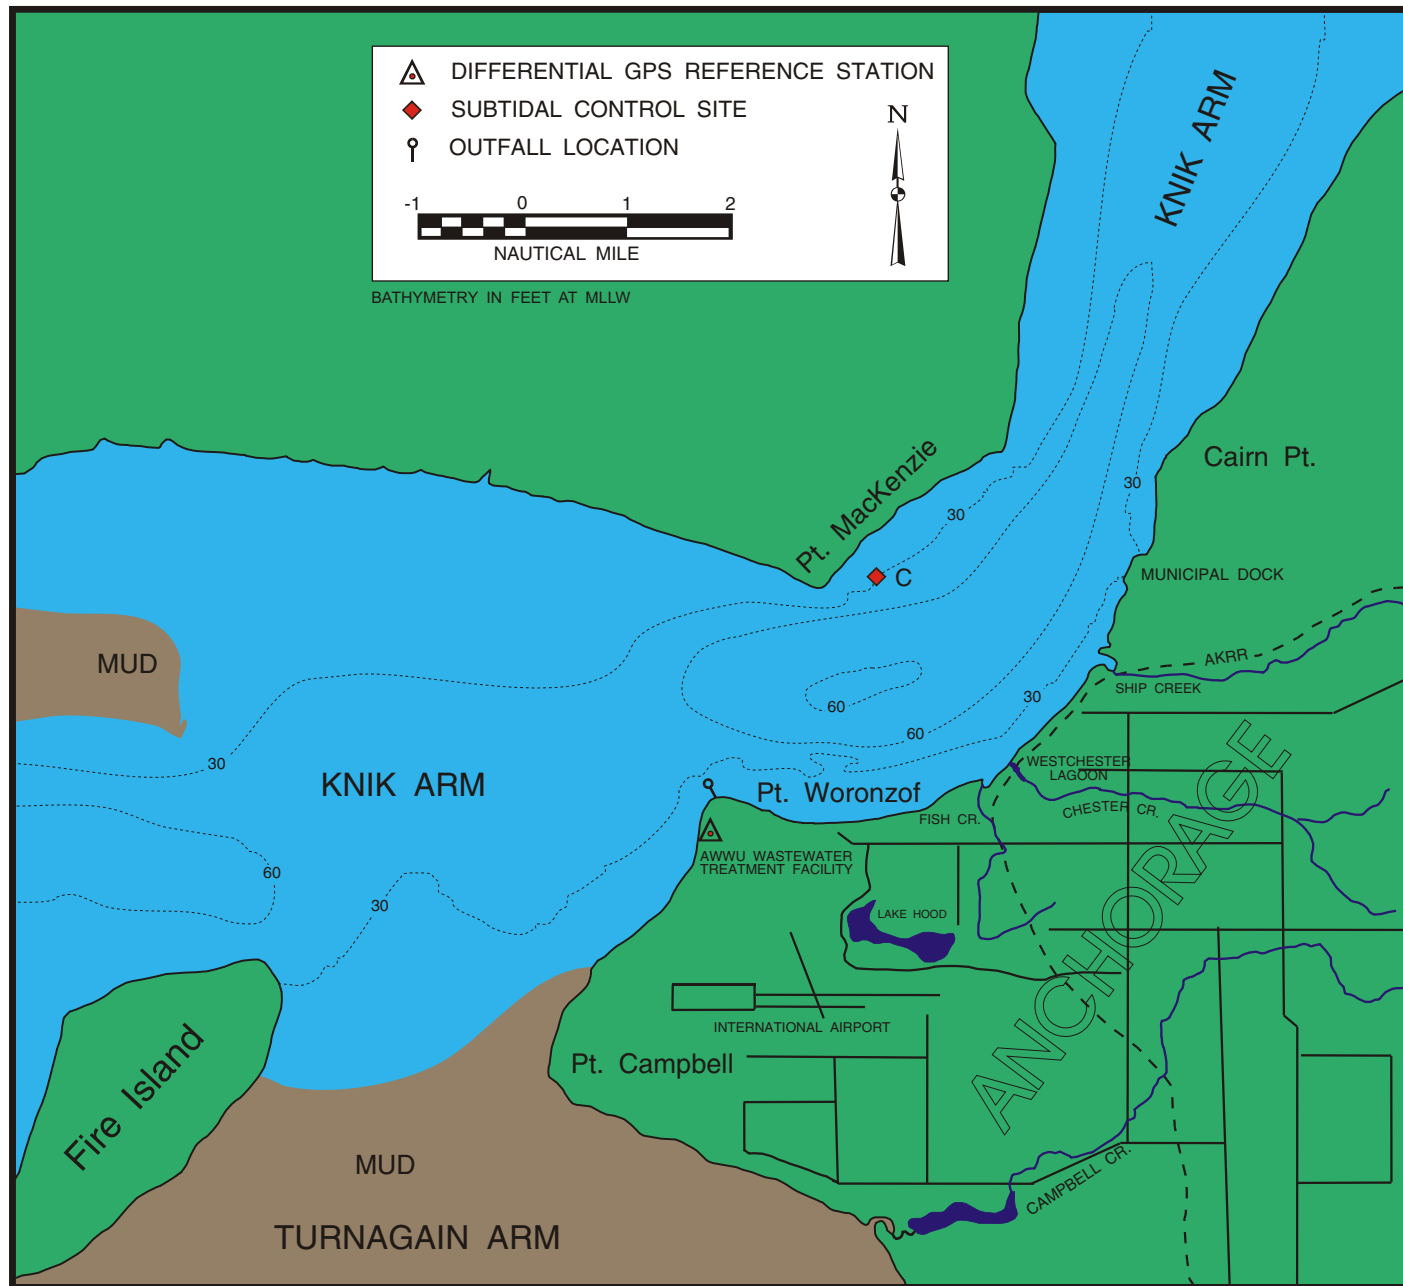 DIFFERENTIAL GPS REFERENCE STATION
SUBTIDAL CONTROL SITE
OUTFALL LOCATION
N
-1 0 1 2
NAUTICAL MILE
BATHYMETRY IN FEET AT MLLW
KNIK ARM
Cairn Pt.
Pt. MacKenzie
30
30
C
MUNICIPAL DOCK
MUD
AKRR
SHIP CREEK
30
60
60
30
KNIK ARM
WESTCHESTER
LAGOON
Pt. Woronzof
FISH CR.
CHESTER CR.
AWWU WASTEWATER
TREATMENT FACILITY
60
30
LAKE HOOD
ANCHORAGE
INTERNATIONAL AIRPORT
Pt. Campbell
Fire Island
MUD
CAMPBELL CR.
TURNAGAIN ARM